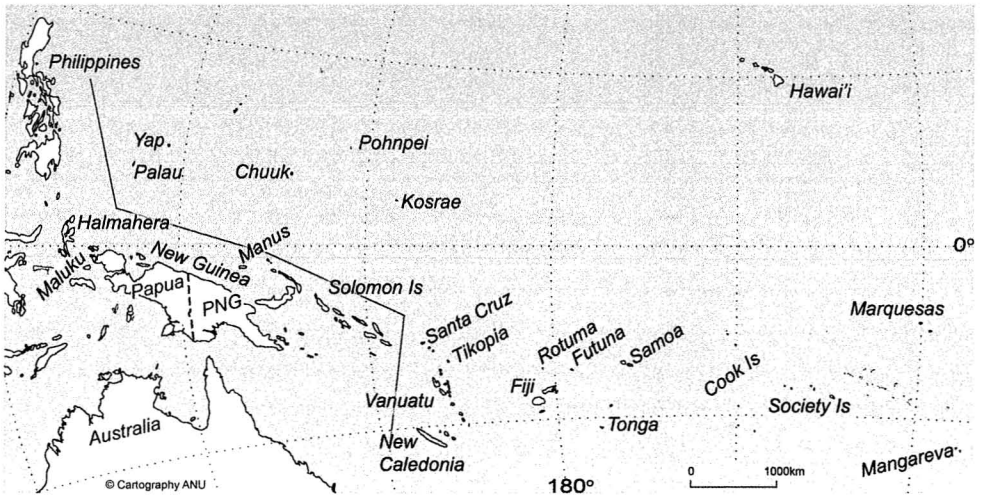 Philippines
Hawai'i
Yap
Pohnpei
Palau
Chuuk
Kosrae
Halmahera
Manus
0°
New Guinea
Maluku
Papua
PNG
Solomon Is
Marquesas
Santa Cruz
Tikopia
Rotuma
Futuna
Samoa
Cook Is
Fiji
Vanuatu
Society Is
Australia
Tonga
New
Caledonia
Mangareva
0 1000km
© Cartography ANU
180°